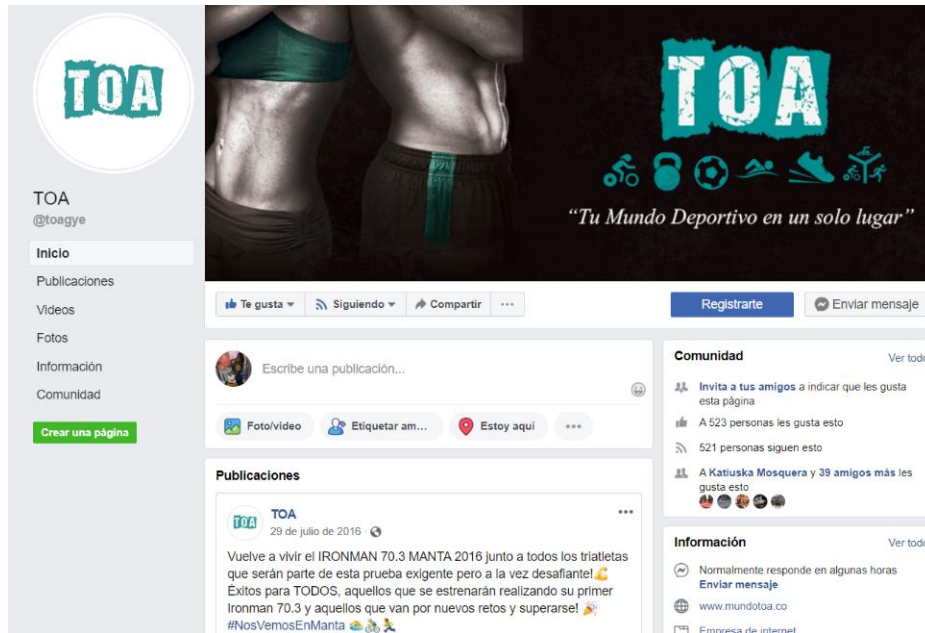 TOA
TOA
@toagye
Inicio
Publicaciones
Videos
Fotos
Información
Comunidad
Crear una página
TOA
“Tu Mundo Deportivo en un solo lugar”
Te gusta
Siguiendo
Compartir
Registrarte
Enviar mensaje
Escribe una publicación...
Foto/video
Etiquetar am...
Estoy aquí
Publicaciones
TOA
TOA
29 de julio de 2016 ·
Vuelve a vivir el IRONMAN 70.3 MANTA 2016 junto a todos los triatletas
que serán parte de esta prueba exigente pero a la vez desafiante!💪
Éxitos para TODOS, aquellos que se estrenarán realizando su primer
Ironman 70.3 y aquellos que van por nuevos retos y superarse! 🎉
#NosVemosEnManta 🏊🚴🏃
Comunidad
Ver todo
Invita a tus amigos a indicar que les gusta
esta página
A 523 personas les gusta esto
521 personas siguen esto
A Katiuska Mosquera y 39 amigos más les
gusta esto
Información
Ver todo
Normalmente responde en algunas horas
Enviar mensaje
www.mundotoa.co
Empresa de internet